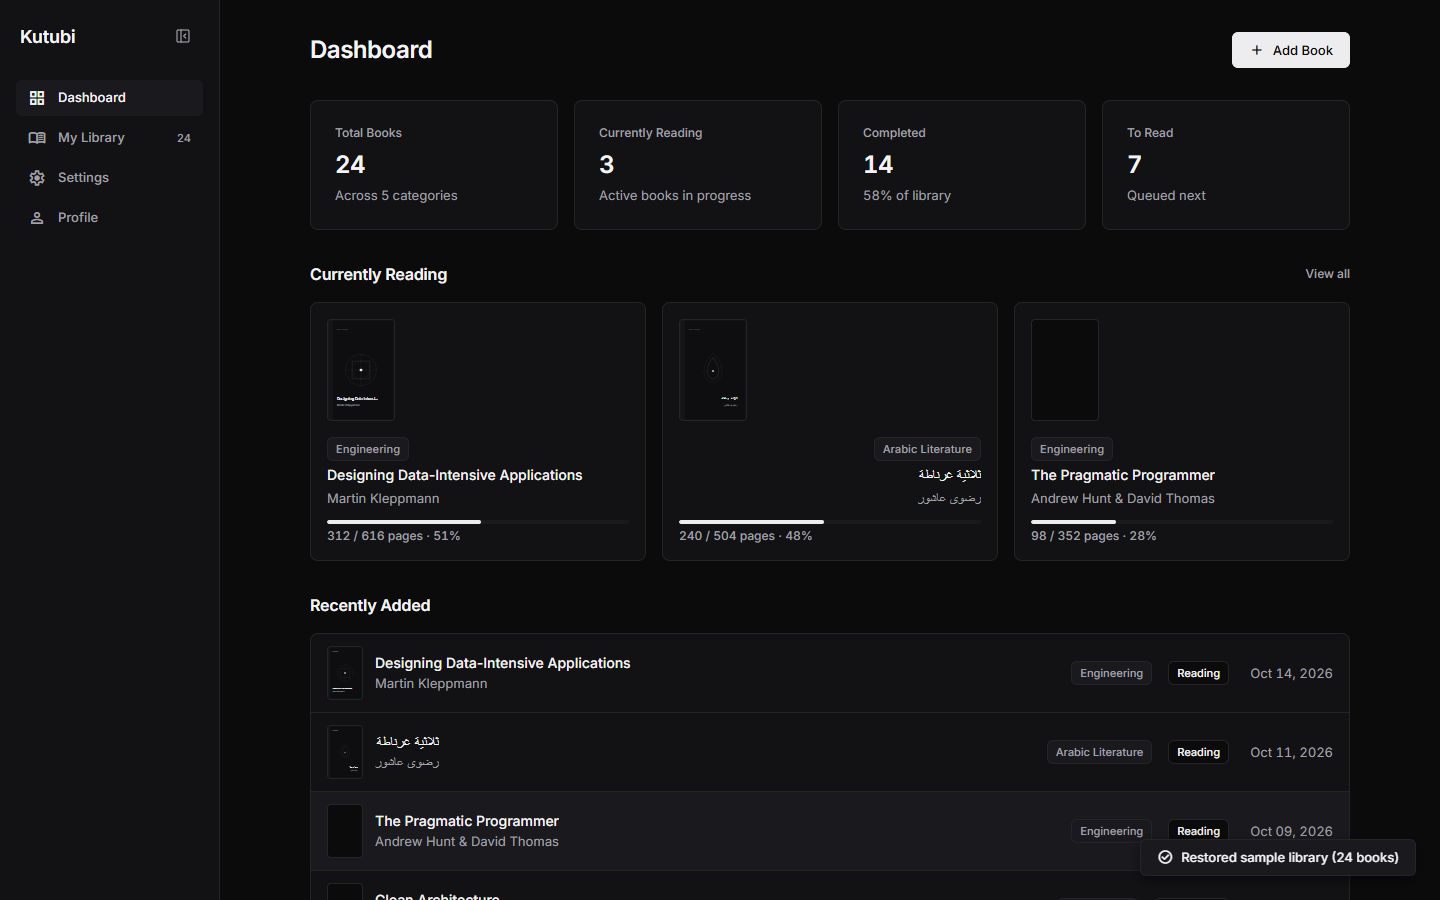 Kutubi
Dashboard
My Library 24
Settings
Profile
Dashboard
+ Add Book
Total Books
24
Across 5 categories
Currently Reading
3
Active books in progress
Completed
14
58% of library
To Read
7
Queued next
Currently Reading
View all
Engineering
Designing Data-Intensive Applications
Martin Kleppmann
312 / 616 pages · 51%
Arabic Literature
ثلاثية غرناطة
رضوى عاشور
240 / 504 pages · 48%
Engineering
The Pragmatic Programmer
Andrew Hunt & David Thomas
98 / 352 pages · 28%
Recently Added
Designing Data-Intensive Applications
Martin Kleppmann
Engineering
Reading
Oct 14, 2026
ثلاثية غرناطة
رضوى عاشور
Arabic Literature
Reading
Oct 11, 2026
The Pragmatic Programmer
Andrew Hunt & David Thomas
Engineering
Reading
Oct 09, 2026
Restored sample library (24 books)
Clean Architecture